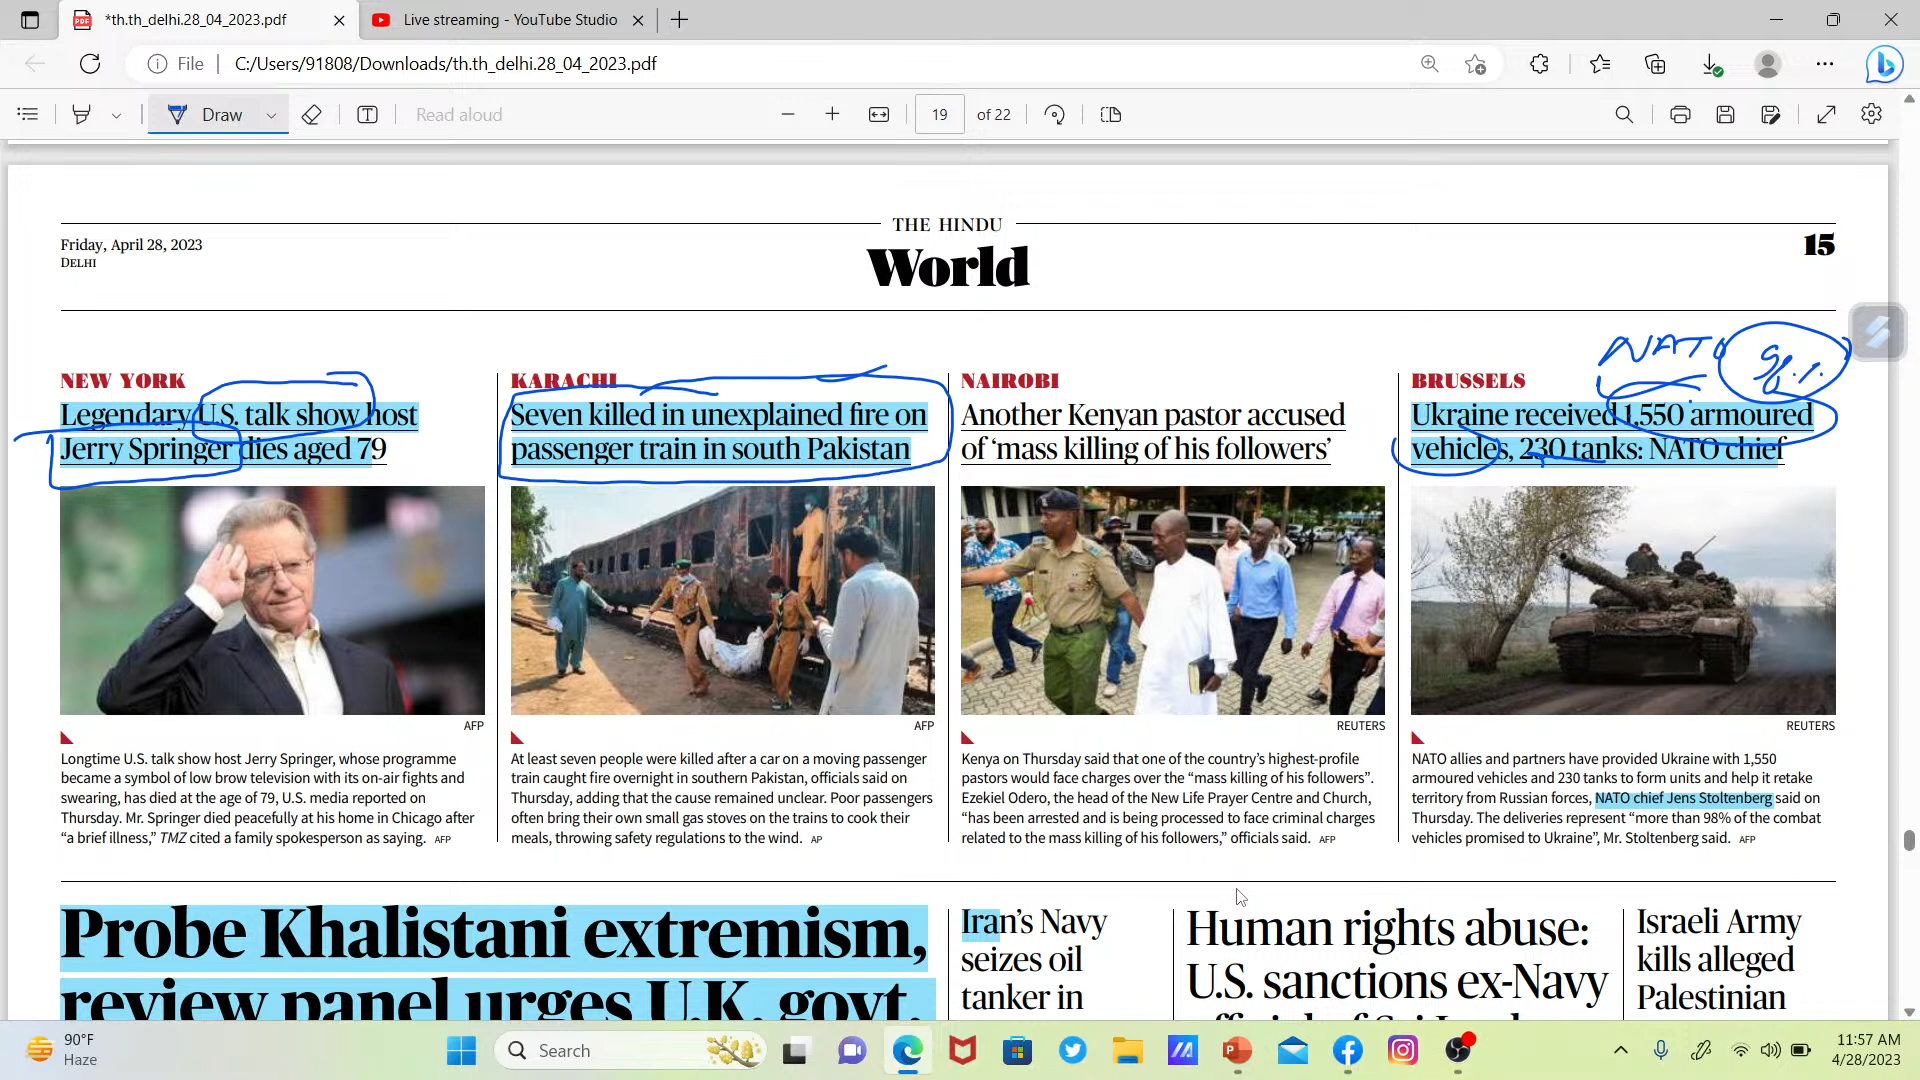 *th.th_delhi.28_04_2023.pdf
Live streaming - YouTube Studio
File
C:/Users/91808/Downloads/th.th_delhi.28_04_2023.pdf
Draw
Read aloud
19
of 22
THE HINDU
Friday, April 28, 2023
DELHI
World
15
NATO
NEW YORK
Legendary U.S. talk show host
Jerry Springer dies aged 79
AFP
Longtime U.S. talk show host Jerry Springer, whose programme
became a symbol of low brow television with its on-air fights and
swearing, has died at the age of 79, U.S. media reported on
Thursday. Mr. Springer died peacefully at his home in Chicago after
“a brief illness,” TMZ cited a family spokesperson as saying. AFP
KARACHI
Seven killed in unexplained fire on
passenger train in south Pakistan
AFP
At least seven people were killed after a car on a moving passenger
train caught fire overnight in southern Pakistan, officials said on
Thursday, adding that the cause remained unclear. Poor passengers
often bring their own small gas stoves on the trains to cook their
meals, throwing safety regulations to the wind. AP
NAIROBI
Another Kenyan pastor accused
of ‘mass killing of his followers’
REUTERS
Kenya on Thursday said that one of the country’s highest-profile
pastors would face charges over the “mass killing of his followers”.
Ezekiel Odero, the head of the New Life Prayer Centre and Church,
“has been arrested and is being processed to face criminal charges
related to the mass killing of his followers,” officials said. AFP
BRUSSELS
Ukraine received 1,550 armoured
vehicles, 230 tanks: NATO chief
REUTERS
NATO allies and partners have provided Ukraine with 1,550
armoured vehicles and 230 tanks to form units and help it retake
territory from Russian forces, NATO chief Jens Stoltenberg said on
Thursday. The deliveries represent “more than 98% of the combat
vehicles promised to Ukraine”, Mr. Stoltenberg said. AFP
Probe Khalistani extremism,
review panel urges U.K. govt.
Iran’s Navy
seizes oil
tanker in
Human rights abuse:
U.S. sanctions ex-Navy
Israeli Army
kills alleged
Palestinian
90°F
Haze
Search
11:57 AM
4/28/2023